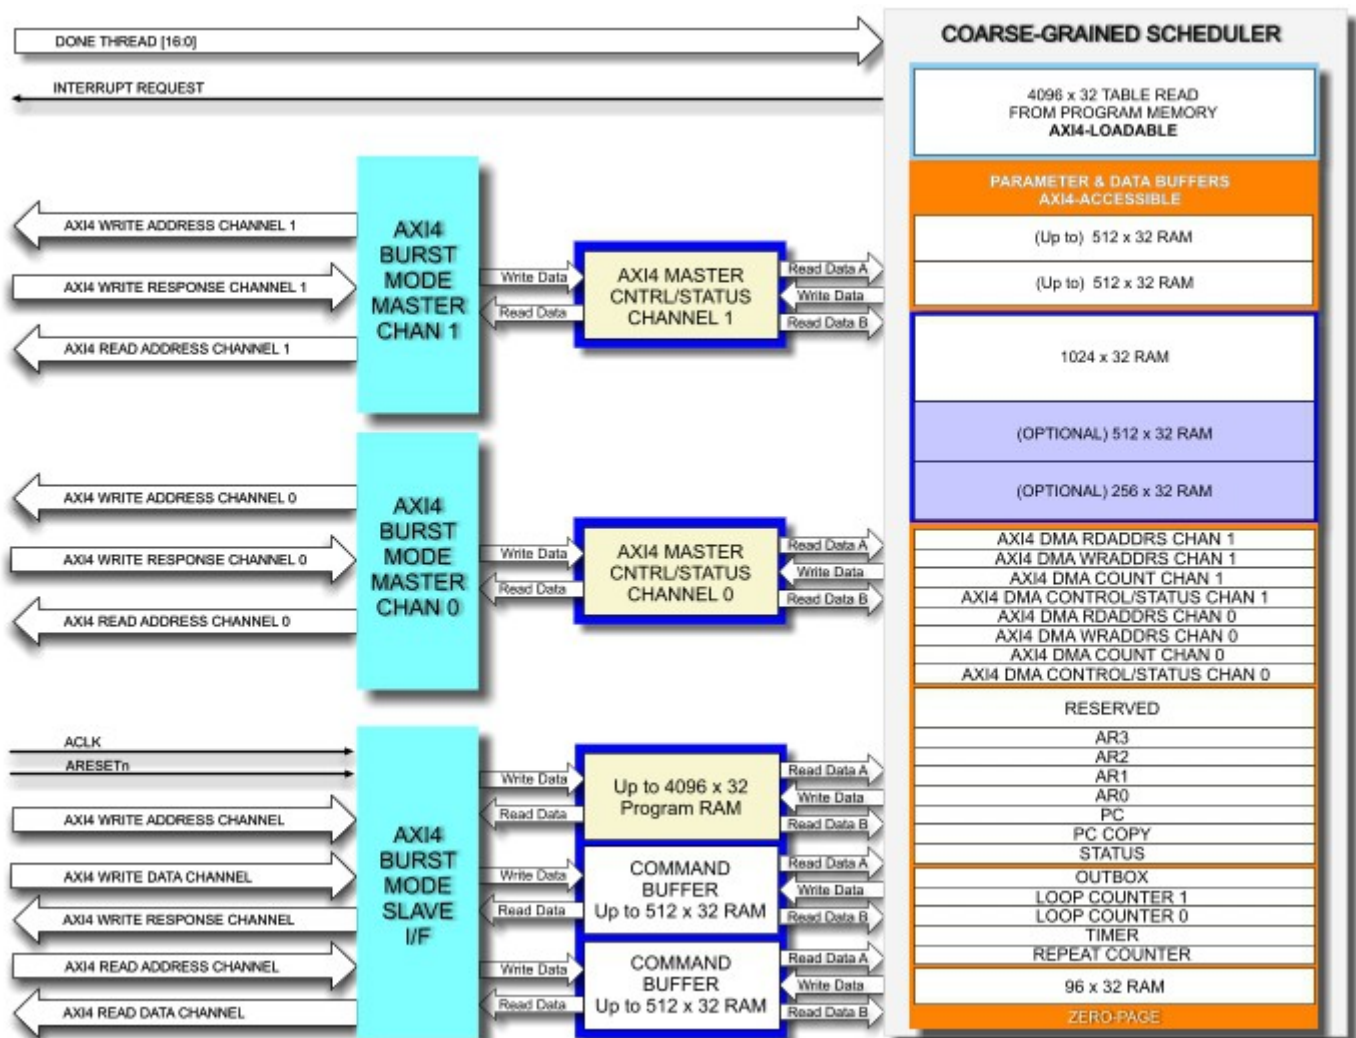 DONE THREAD [16:0]
INTERRUPT REQUEST
AXI4 WRITE ADDRESS CHANNEL 1
AXI4 WRITE RESPONSE CHANNEL 1
AXI4 READ ADDRESS CHANNEL 1
AXI4
BURST
MODE
MASTER
CHAN 1
Write Data
Read Data
AXI4 MASTER
CNTRL/STATUS
CHANNEL 1
Read Data A
Write Data
Read Data B
AXI4 WRITE ADDRESS CHANNEL 0
AXI4 WRITE RESPONSE CHANNEL 0
AXI4 READ ADDRESS CHANNEL 0
AXI4
BURST
MODE
MASTER
CHAN 0
Write Data
Read Data
AXI4 MASTER
CNTRL/STATUS
CHANNEL 0
Read Data A
Write Data
Read Data B
ACLK
ARESETn
AXI4 WRITE ADDRESS CHANNEL
AXI4 WRITE DATA CHANNEL
AXI4 WRITE RESPONSE CHANNEL
AXI4 READ ADDRESS CHANNEL
AXI4 READ DATA CHANNEL
AXI4
BURST
MODE
SLAVE
I/F
Write Data
Read Data
Write Data
Read Data
Write Data
Read Data
Up to 4096 x 32
Program RAM
COMMAND
BUFFER
Up to 512 x 32 RAM
COMMAND
BUFFER
Up to 512 x 32 RAM
Read Data A
Write Data
Read Data B
Read Data A
Write Data
Read Data B
Read Data A
Write Data
Read Data B
COARSE-GRAINED SCHEDULER
4096 x 32 TABLE READ
FROM PROGRAM MEMORY
AXI4-LOADABLE
PARAMETER & DATA BUFFERS
AXI4-ACCESSIBLE
(Up to) 512 x 32 RAM
(Up to) 512 x 32 RAM
1024 x 32 RAM
(OPTIONAL) 512 x 32 RAM
(OPTIONAL) 256 x 32 RAM
AXI4 DMA RDADDRS CHAN 1
AXI4 DMA WRADDRS CHAN 1
AXI4 DMA COUNT CHAN 1
AXI4 DMA CONTROL/STATUS CHAN 1
AXI4 DMA RDADDRS CHAN 0
AXI4 DMA WRADDRS CHAN 0
AXI4 DMA COUNT CHAN 0
AXI4 DMA CONTROL/STATUS CHAN 0
RESERVED
AR3
AR2
AR1
AR0
PC
PC COPY
STATUS
OUTBOX
LOOP COUNTER 1
LOOP COUNTER 0
TIMER
REPEAT COUNTER
96 x 32 RAM
ZERO-PAGE